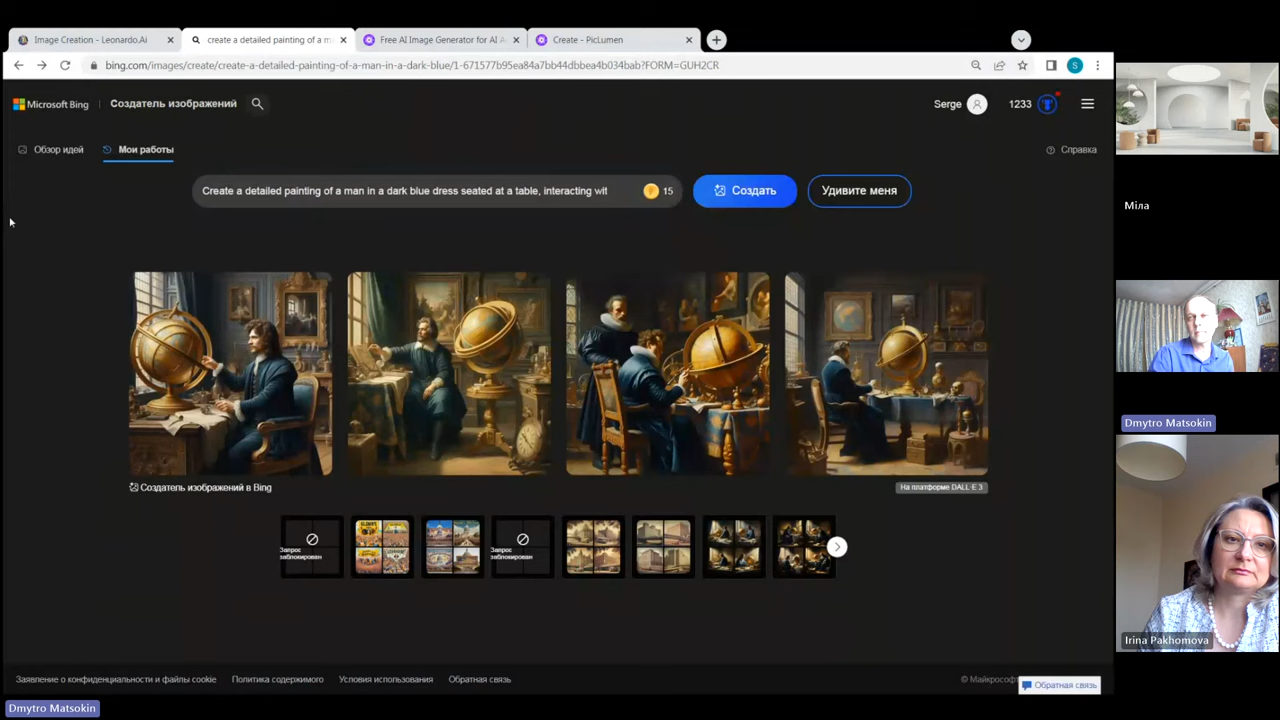 Image Creation - Leonardo.Ai
create a detailed painting of a m
Free AI Image Generator for AI A
Create - PicLumen
bing.com/images/create/create-a-detailed-painting-of-a-man-in-a-dark-blue/1-671577b95ea84a7bb44dbbea4b034bab?FORM=GUH2CR
S
Microsoft Bing
Создатель изображений
Serge
1233
Обзор идей
Мои работы
Справка
Create a detailed painting of a man in a dark blue dress seated at a table, interacting wit
15
Создать
Удивите меня
Міла
Создатель изображений в Bing
На платформе DALL·E 3
Запрос заблокирован
Запрос заблокирован
Dmytro Matsokin
Irina Pakhomova
Заявление о конфиденциальности и файлы cookie
Политика содержимого
Условия использования
Обратная связь
© Майкрософт
Обратная связь
Dmytro Matsokin